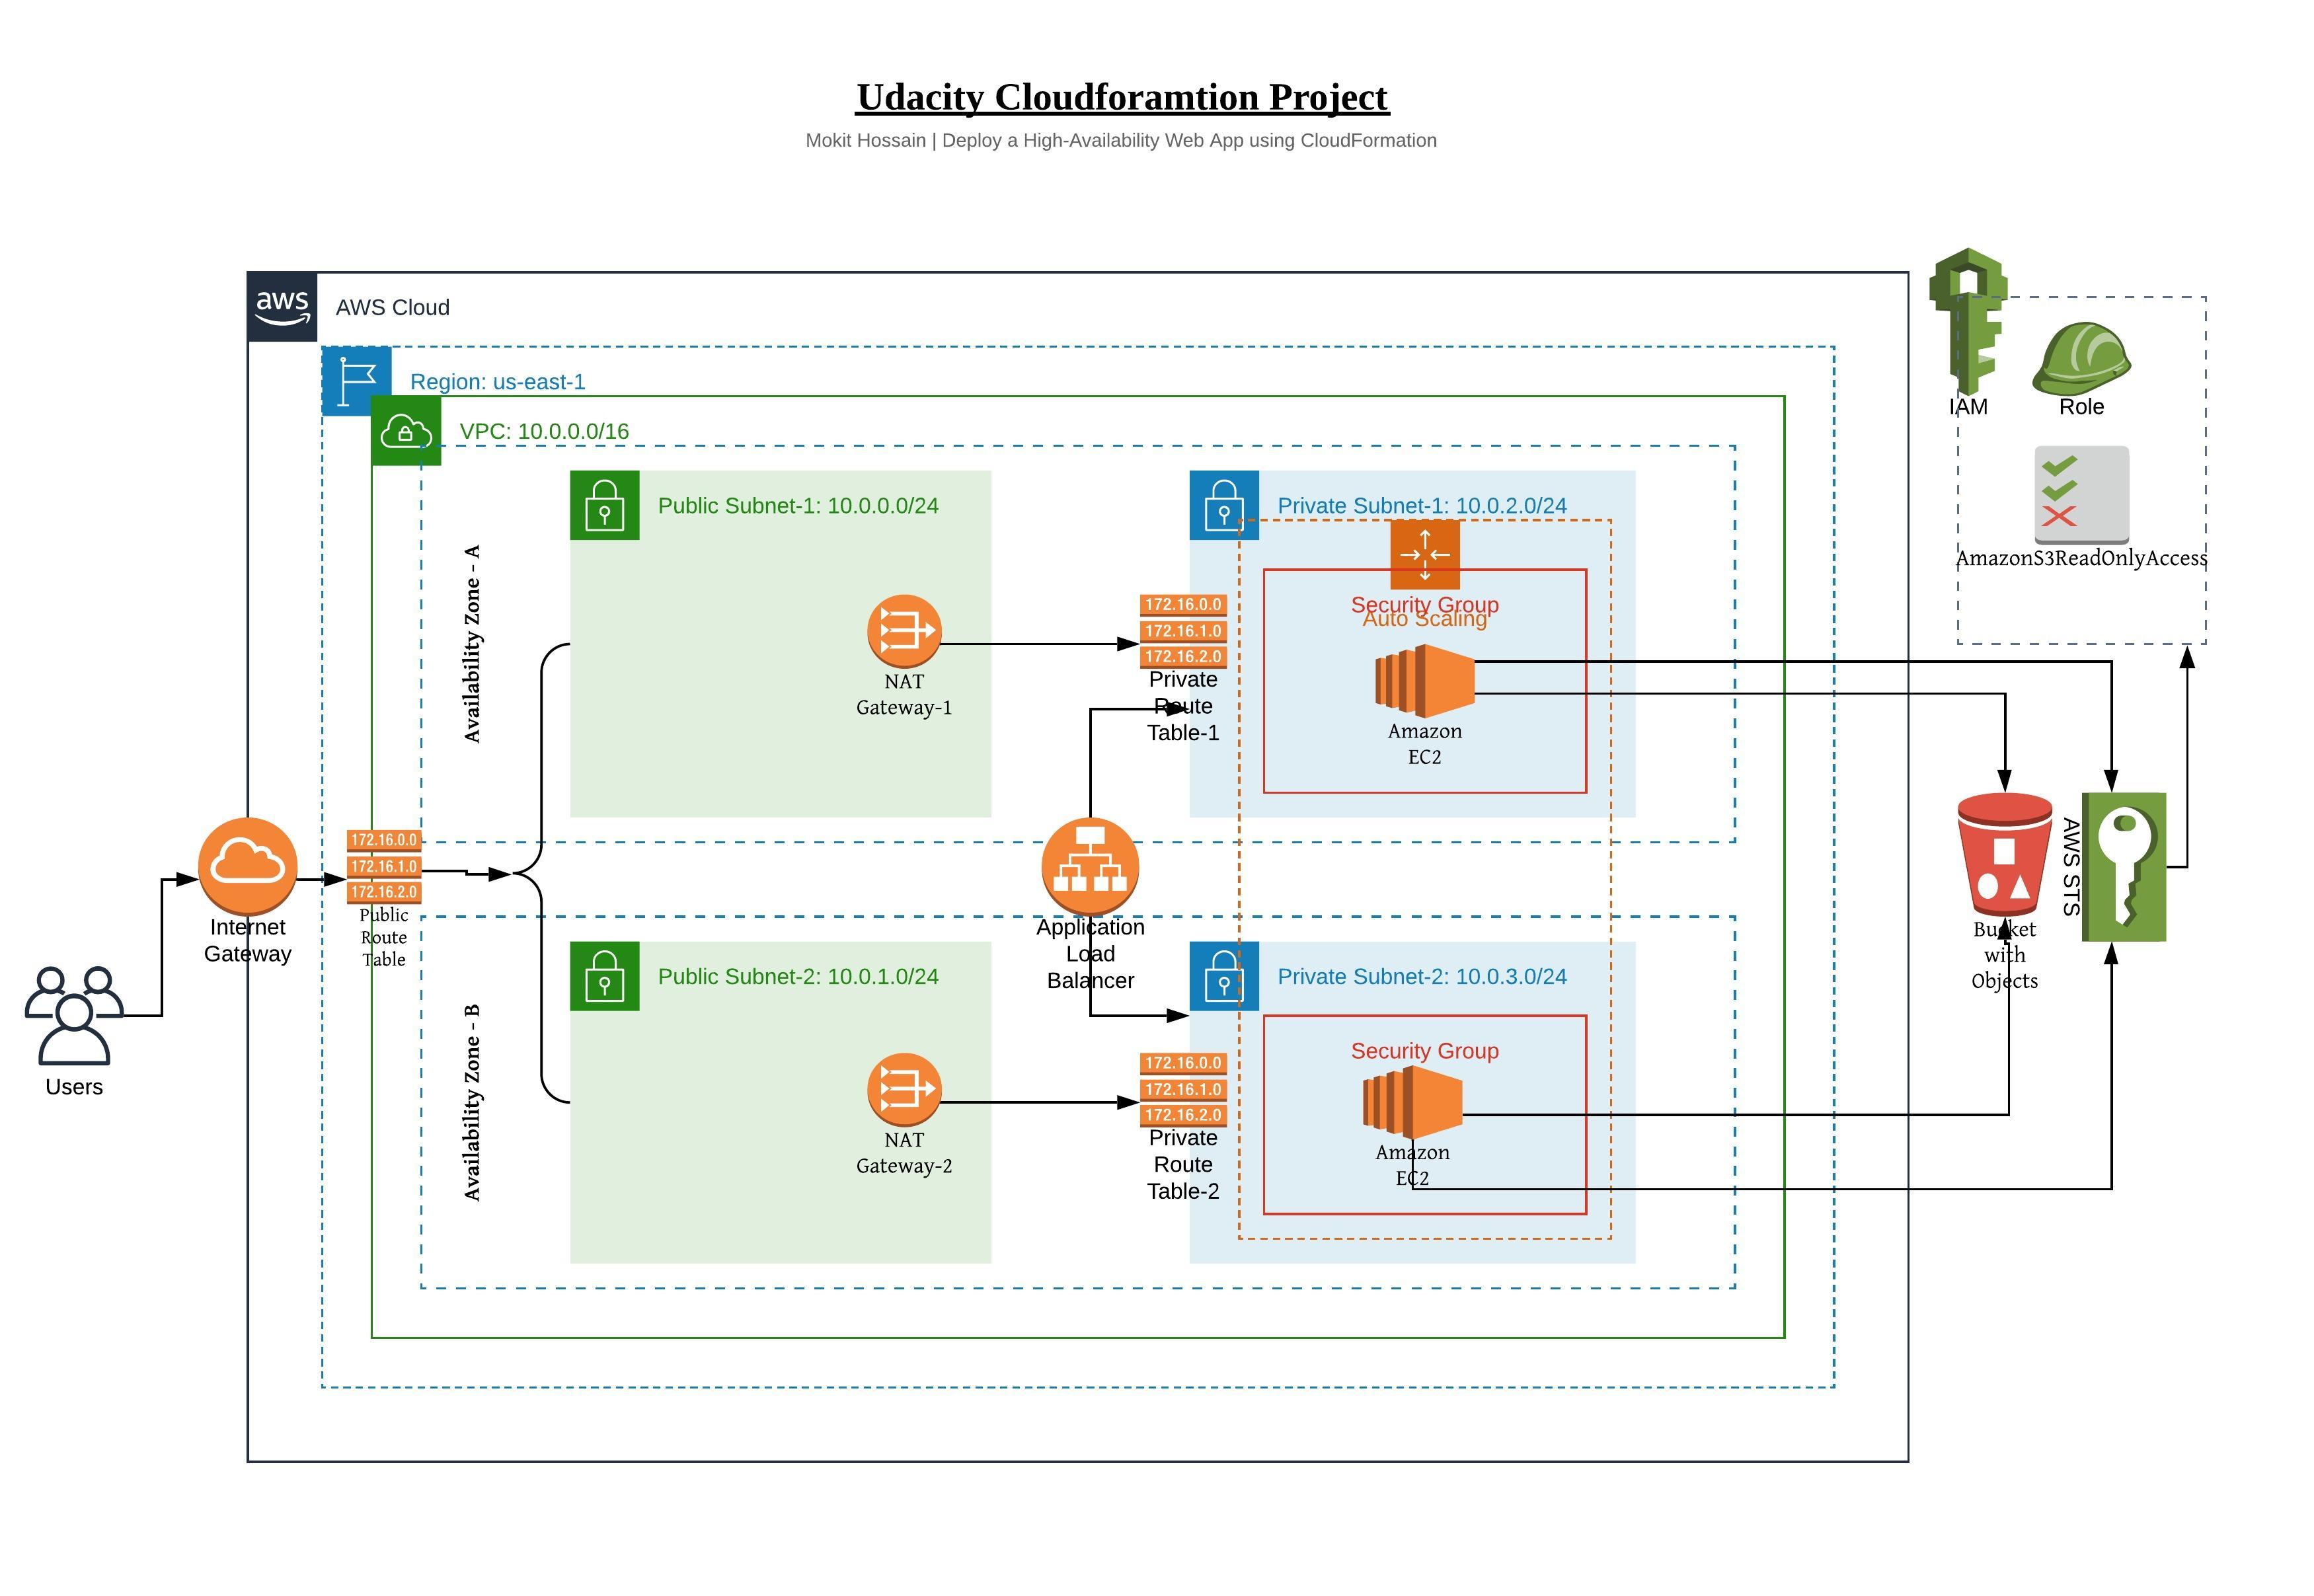 Udacity Cloudforamtion Project
Mokit Hossain | Deploy a High-Availability Web App using CloudFormation
aws
AWS Cloud
Region: us-east-1
VPC: 10.0.0.0/16
Availability Zone - A
Public Subnet-1: 10.0.0.0/24
NAT
Gateway-1
Private Subnet-1: 10.0.2.0/24
172.16.0.0
172.16.1.0
172.16.2.0
Private
Route
Table-1
Security Group
Auto Scaling
Amazon
EC2
IAM
Role
AmazonS3ReadOnlyAccess
Users
Internet
Gateway
172.16.0.0
172.16.1.0
172.16.2.0
Public
Route
Table
Application
Load
Balancer
Bucket
with
Objects
AWS STS
Availability Zone - B
Public Subnet-2: 10.0.1.0/24
NAT
Gateway-2
Private Subnet-2: 10.0.3.0/24
172.16.0.0
172.16.1.0
172.16.2.0
Private
Route
Table-2
Security Group
Amazon
EC2